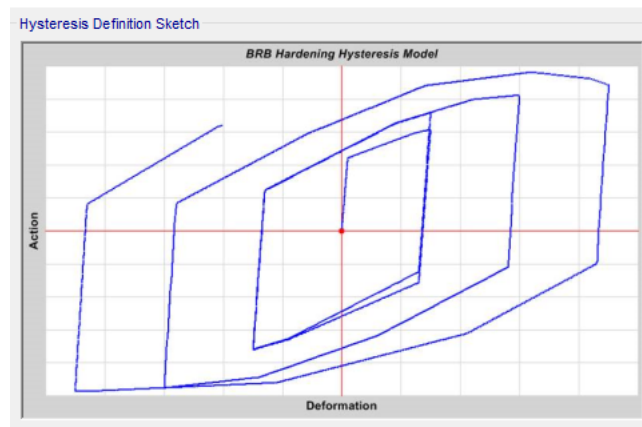 Hysteresis Definition Sketch
BRB Hardening Hysteresis Model
Action
Deformation